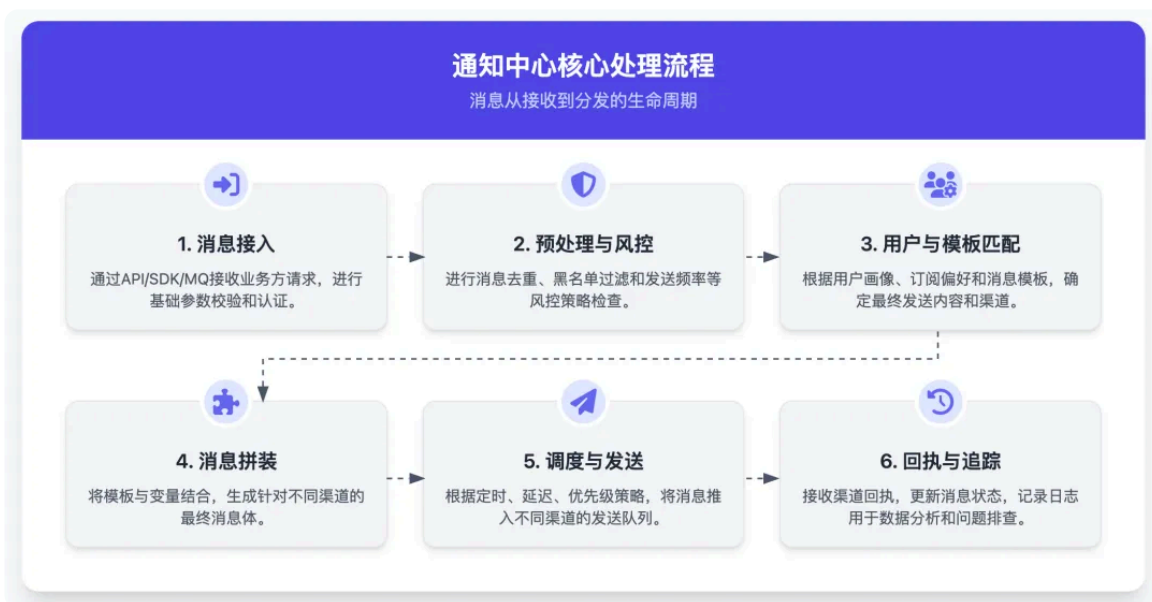 通知中心核心处理流程
消息从接收到分发的生命周期
1. 消息接入
通过API/SDK/MQ接收业务方请求，进行
基础参数校验和认证。
2. 预处理与风控
进行消息去重、黑名单过滤和发送频率等
风控策略检查。
3. 用户与模板匹配
根据用户画像、订阅偏好和消息模板，确
定最终发送内容和渠道。
4. 消息拼装
将模板与变量结合，生成针对不同渠道的
最终消息体。
5. 调度与发送
根据定时、延迟、优先级策略，将消息推
入不同渠道的发送队列。
6. 回执与追踪
接收渠道回执，更新消息状态，记录日志
用于数据分析和问题排查。